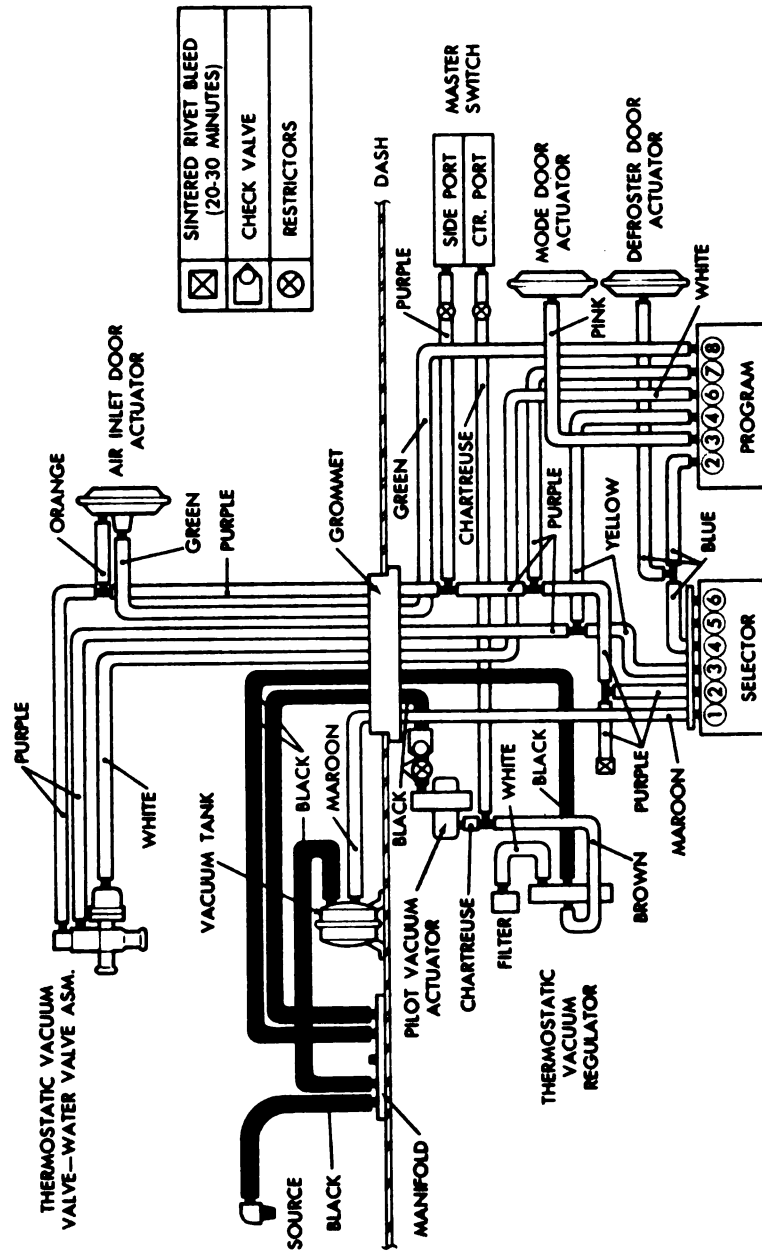 SINTERED RIVET BLEED
(20-30 MINUTES)
CHECK VALVE
RESTRICTORS
THERMOSTATIC VACUUM
VALVE—WATER VALVE ASM.
PURPLE
WHITE
ORANGE
AIR INLET DOOR
ACTUATOR
GREEN
PURPLE
SOURCE
BLACK
VACUUM TANK
BLACK
MAROON
GROMMET
DASH
MANIFOLD
PILOT VACUUM
ACTUATOR
BLACK
CHARTREUSE
FILTER
WHITE
BLACK
THERMOSTATIC
VACUUM
REGULATOR
BROWN
GREEN
CHARTREUSE
PURPLE
SIDE PORT
CTR. PORT
MASTER
SWITCH
PURPLE
YELLOW
PINK
MODE DOOR
ACTUATOR
DEFROSTER DOOR
ACTUATOR
WHITE
PURPLE
MAROON
BLUE
1 2 3 4 5 6
SELECTOR
2 3 4 6 7 8
PROGRAM